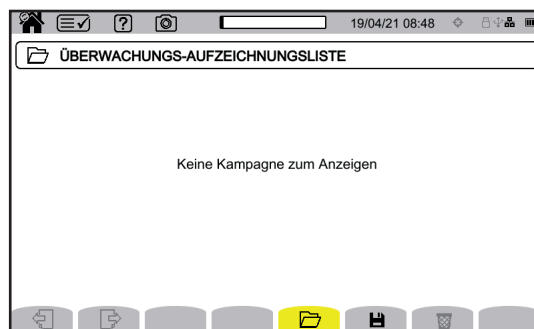 19/04/21 08:48
ÜBERWACHUNGS-AUFZEICHNUNGSLISTE
Keine Kampagne zum Anzeigen